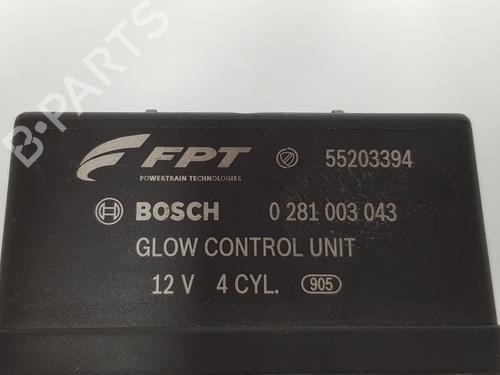 FPT 55203394
POWERTRAIN TECHNOLOGIES
BOSCH 0 281 003 043
GLOW CONTROL UNIT
12 V 4 CYL. 905
B-PARTS